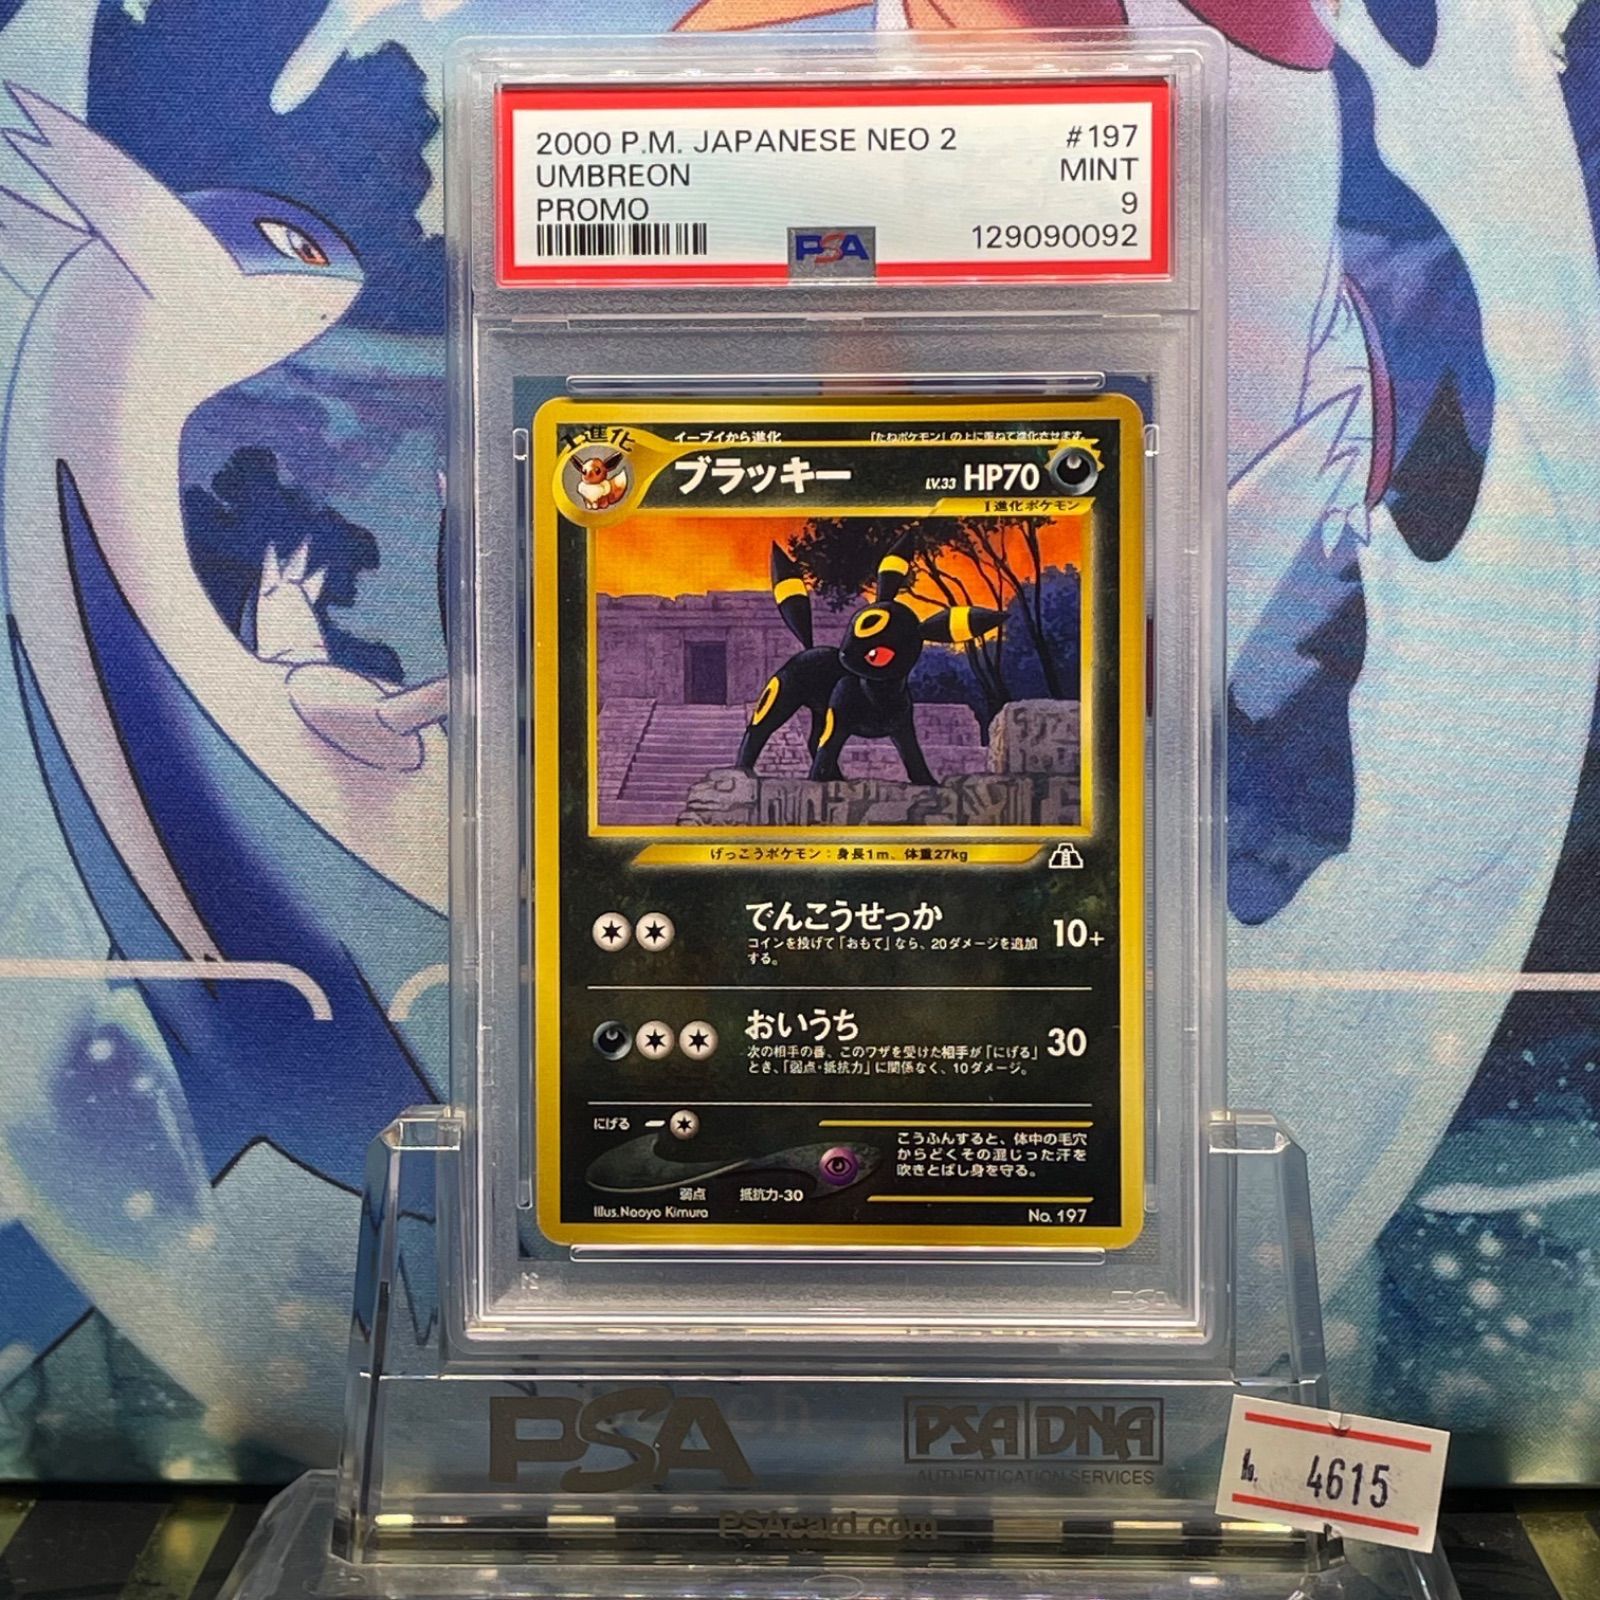 2000 P.M. JAPANESE NEO 2 #197
UMBREON MINT
PROMO 9
PSA 129090092
1進化
イーブイから進化 「たねポケモン」の上に重ねて進化させます。
ブラッキー LV.33 HP70
1進化ポケモン
げっこうポケモン：身長1m、体重27kg
でんこうせっか 10+
コインを投げて「おもて」なら、20ダメージを追加
する。
おいうち 30
次の相手の番、このワザを受けた相手が「にげる」
とき、「弱点・抵抗力」に関係なく、10ダメージ。
にげる
こうふんすると、体中の毛穴
からどくその混じった汗を
吹きとばし身を守る。
弱点 抵抗力-30
Illus.Naoyo Kimura No. 197
PSA
PSA PSA|DNA
AUTHENTICATION SERVICES
PSAcard.com
No. 4615